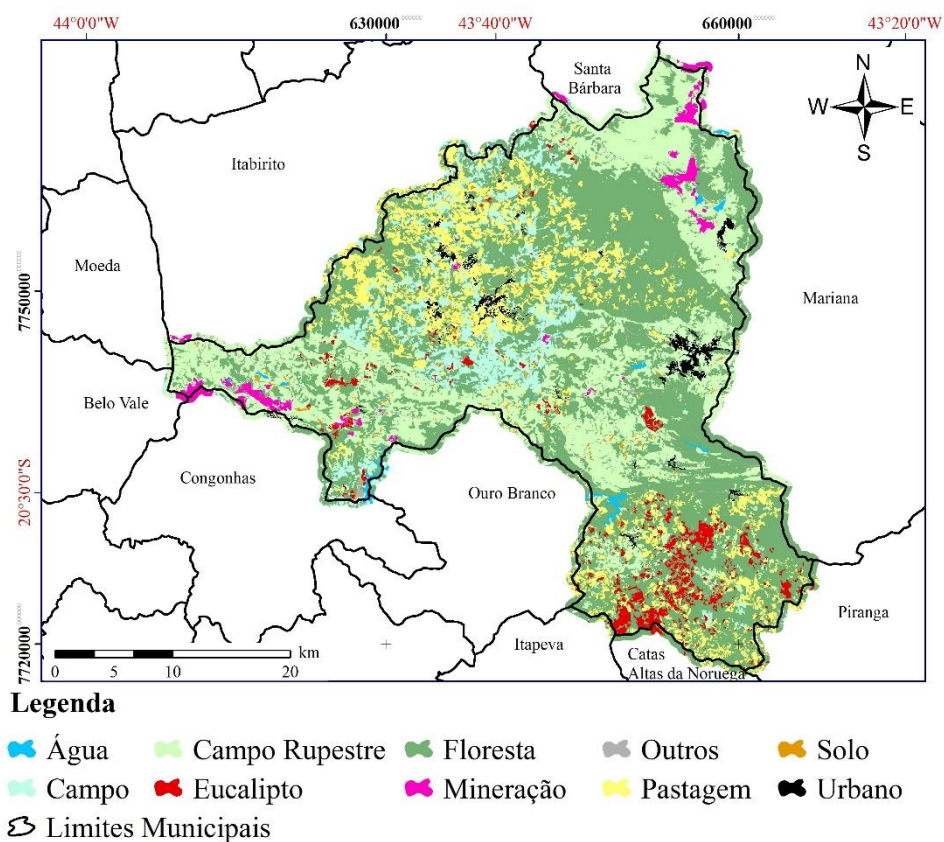 44°0'0"W 630000 43°40'0"W 660000 43°20'0"W
Santa
Bárbara
N
W E
S
Itabirito
Moeda
7750000
Mariana
Belo Vale
Congonhas
Ouro Branco
20°30'0"S
Piranga
Itapeva
Catas
Altas da Noruega
7720000
km
0 5 10 20
Legenda
Água Campo Rupestre Floresta Outros Solo
Campo Eucalipto Mineração Pastagem Urbano
Limites Municipais